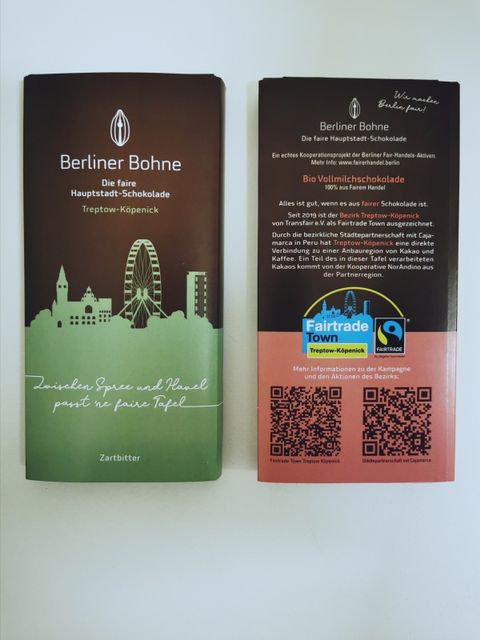 Berliner Bohne
Die faire
Hauptstadt-Schokolade
Treptow-Köpenick
Zwischen Spree und Havel
passt 'ne faire Tafel
Zartbitter
Wir machen
Berlin fair!
Berliner Bohne
Die faire Hauptstadt-Schokolade
Ein echtes Kooperationsprojekt der Berliner Fair-Handels-Aktiven
Mehr Info: www.fairerhandel.berlin
Bio Vollmilchschokolade
100% aus Fairem Handel
Alles ist gut, wenn es aus fairer Schokolade ist.
Seit 2019 ist der Bezirk Treptow-Köpenick
von Transfair e.V. als Fairtrade Town ausgezeichnet.
Durch die bezirkliche Städtepartnerschaft mit Caja-
marca in Peru hat Treptow-Köpenick eine direkte
Verbindung zu einer Anbauregion von Kakao und
Kaffee. Ein Teil des in dieser Tafel verarbeiteten
Kakaos kommt von der Kooperative NorAndino aus
der Partnerregion.
Fairtrade
Town
Treptow-Köpenick
FAIRTRADE
®
Mehr Informationen zu der Kampagne
und den Aktionen des Bezirks:
Fairtrade Town Treptow Köpenick
Städtepartnerschaft mit Cajamarca